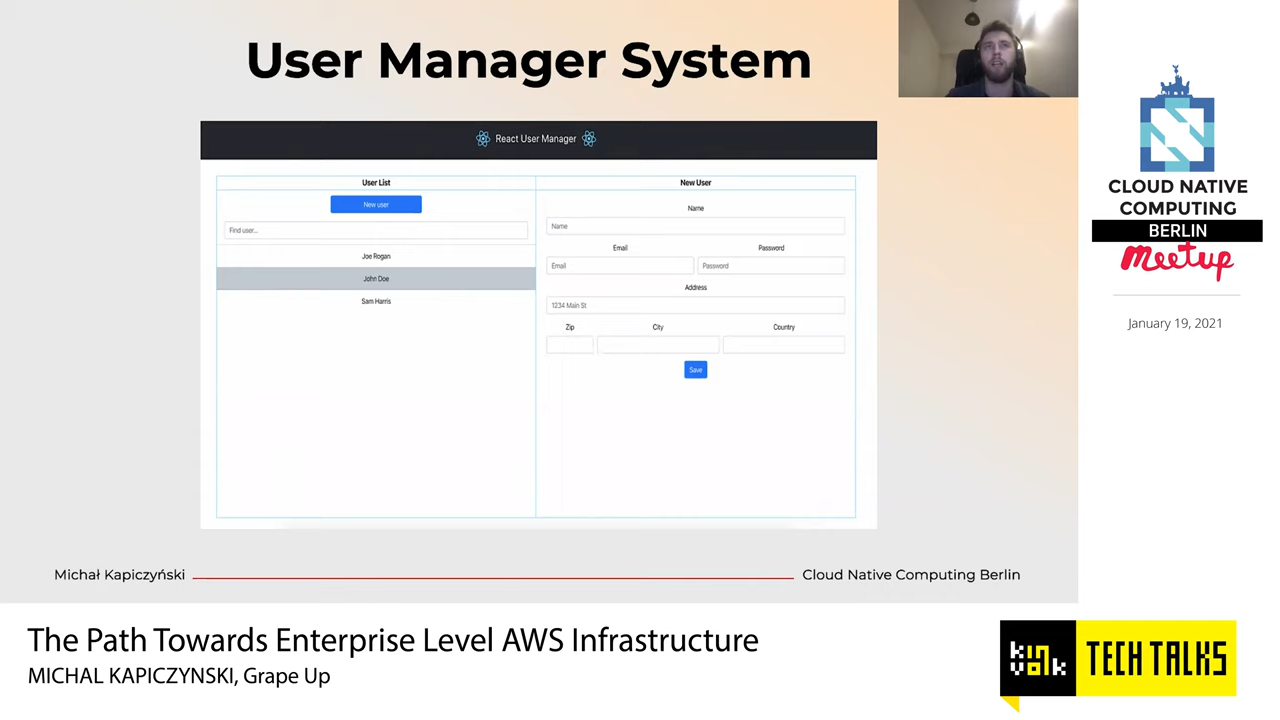 User Manager System
React User Manager
User List
New user
Find user...
Joe Rogan
John Doe
Sam Harris
New User
Name
Name
Email
Password
Email
Password
Address
1234 Main St
Zip
City
Country
Save
Michał Kapiczyński
Cloud Native Computing Berlin
CLOUD NATIVE
COMPUTING
BERLIN
meetup
January 19, 2021
The Path Towards Enterprise Level AWS Infrastructure
MICHAL KAPICZYNSKI, Grape Up
kinvolk
TECH TALKS